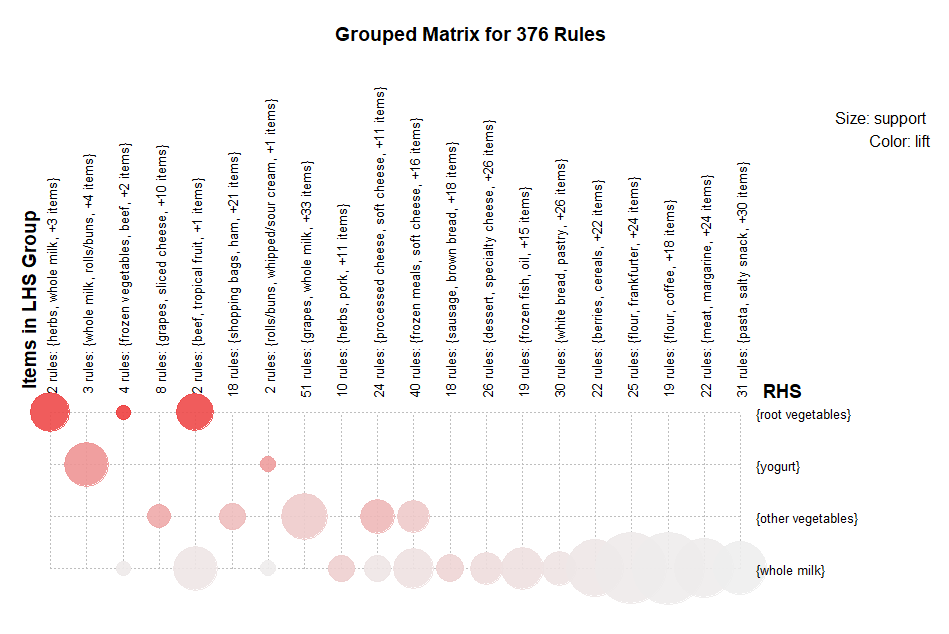 Grouped Matrix for 376 Rules
Size: support
Color: lift
Items in LHS Group
2 rules: {herbs, whole milk, +3 items}
3 rules: {whole milk, rolls/buns, +4 items}
4 rules: {frozen vegetables, beef, +2 items}
8 rules: {grapes, sliced cheese, +10 items}
2 rules: {beef, tropical fruit, +1 items}
18 rules: {shopping bags, ham, +21 items}
2 rules: {rolls/buns, whipped/sour cream, +1 items}
51 rules: {grapes, whole milk, +33 items}
10 rules: {herbs, pork, +11 items}
24 rules: {processed cheese, soft cheese, +11 items}
40 rules: {frozen meals, soft cheese, +16 items}
18 rules: {sausage, brown bread, +18 items}
26 rules: {dessert, specialty cheese, +26 items}
19 rules: {frozen fish, oil, +15 items}
30 rules: {white bread, pastry, +26 items}
22 rules: {berries, cereals, +22 items}
25 rules: {flour, frankfurter, +24 items}
19 rules: {flour, coffee, +18 items}
22 rules: {meat, margarine, +24 items}
31 rules: {pasta, salty snack, +30 items}
RHS
{root vegetables}
{yogurt}
{other vegetables}
{whole milk}